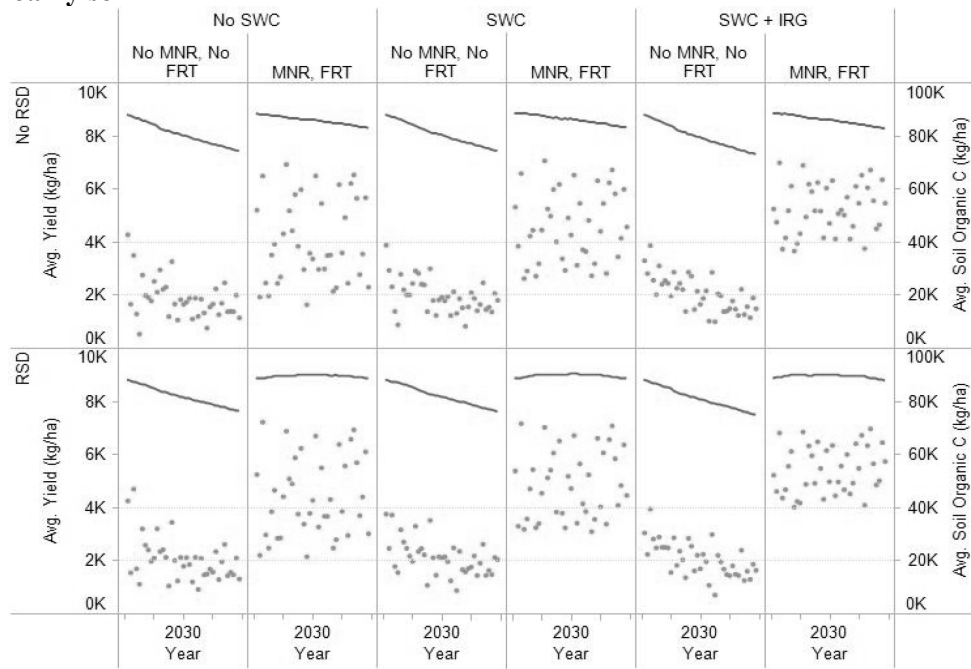 No SWC SWC SWC + IRG
No MNR, No FRT MNR, FRT No MNR, No FRT MNR, FRT No MNR, No FRT MNR, FRT
No RSD
Avg. Yield (kg/ha)
10K
8K
6K
4K
2K
0K
100K
80K
60K
40K
20K
0K
Avg. Soil Organic C (kg/ha)
RSD
Avg. Yield (kg/ha)
10K
8K
6K
4K
2K
0K
100K
80K
60K
40K
20K
0K
Avg. Soil Organic C (kg/ha)
2030 2030 2030 2030 2030 2030
Year Year Year Year Year Year